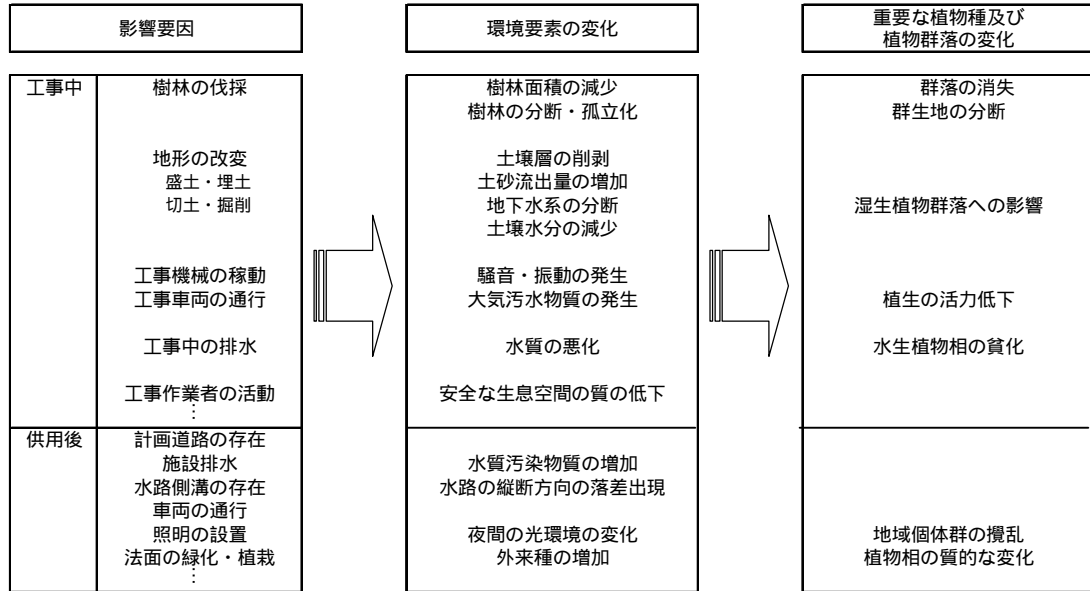 影響要因
環境要素の変化
重要な植物種及び
植物群落の変化
工事中
樹林の伐採
地形の改変
盛土・埋土
切土・掘削
工事機械の稼動
工事車両の通行
工事中の排水
工事作業者の活動
…
樹林面積の減少
樹林の分断・孤立化
土壌層の削剥
土砂流出量の増加
地下水系の分断
土壌水分の減少
騒音・振動の発生
大気汚水物質の発生
水質の悪化
安全な生息空間の質の低下
群落の消失
群生地の分断
湿生植物群落への影響
植生の活力低下
水生植物相の貧化
供用後
計画道路の存在
施設排水
水路側溝の存在
車両の通行
照明の設置
法面の緑化・植栽
…
水質汚染物質の増加
水路の縦断方向の落差出現
夜間の光環境の変化
外来種の増加
地域個体群の攪乱
植物相の質的な変化